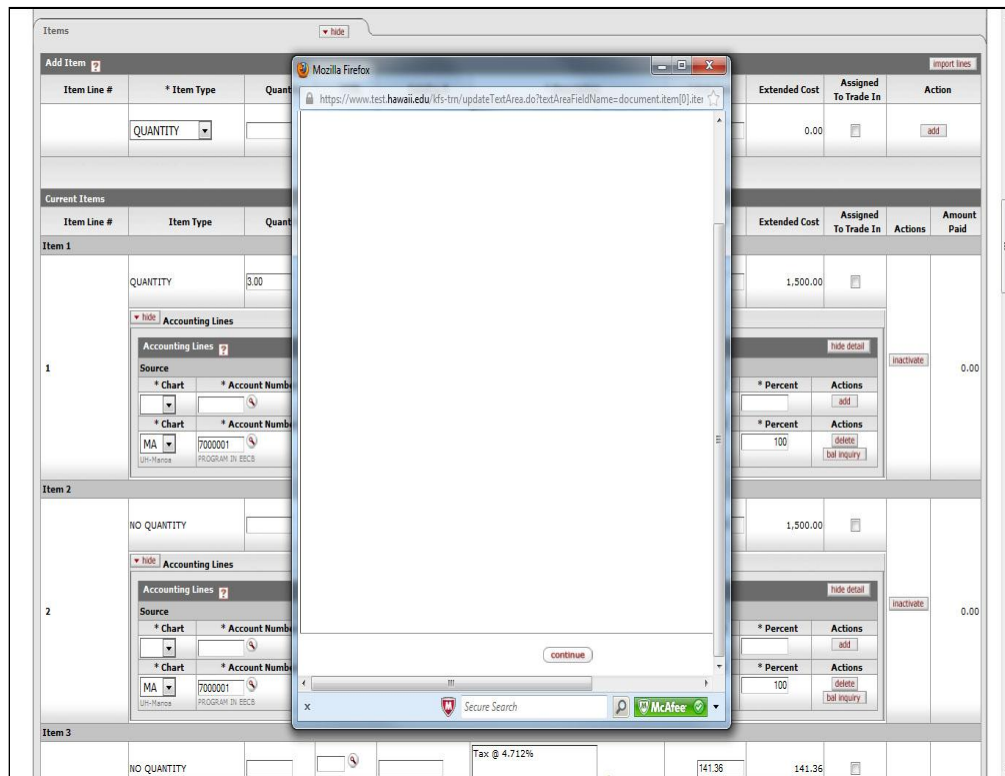 Items hide
Add Item ? import lines
Item Line # * Item Type Quant Extended Cost Assigned To Trade In Action
QUANTITY 0.00 add
Current Items
Item Line # Item Type Quant Extended Cost Assigned To Trade In Actions Amount Paid
Item 1
QUANTITY 3.00 1,500.00
hide Accounting Lines
Accounting Lines ? hide detail
1 Source inactivate 0.00
* Chart * Account Numbe * Percent Actions
add
* Chart * Account Numbe * Percent Actions
MA 7000001 100 delete
UH-Manoa PROGRAM IN EECB bal inquiry
Item 2
NO QUANTITY 1,500.00
hide Accounting Lines
Accounting Lines ? hide detail
2 Source inactivate 0.00
* Chart * Account Numbe * Percent Actions
add
* Chart * Account Numbe * Percent Actions
MA 7000001 100 delete
UH-Manoa PROGRAM IN EECB bal inquiry
Item 3
NO QUANTITY Tax @ 4.712% 141.36 141.36
Mozilla Firefox
https://www.test.hawaii.edu/kfs-trn/updateTextArea.do?textAreaFieldName=document.item[0].iter
continue
x Secure Search McAfee